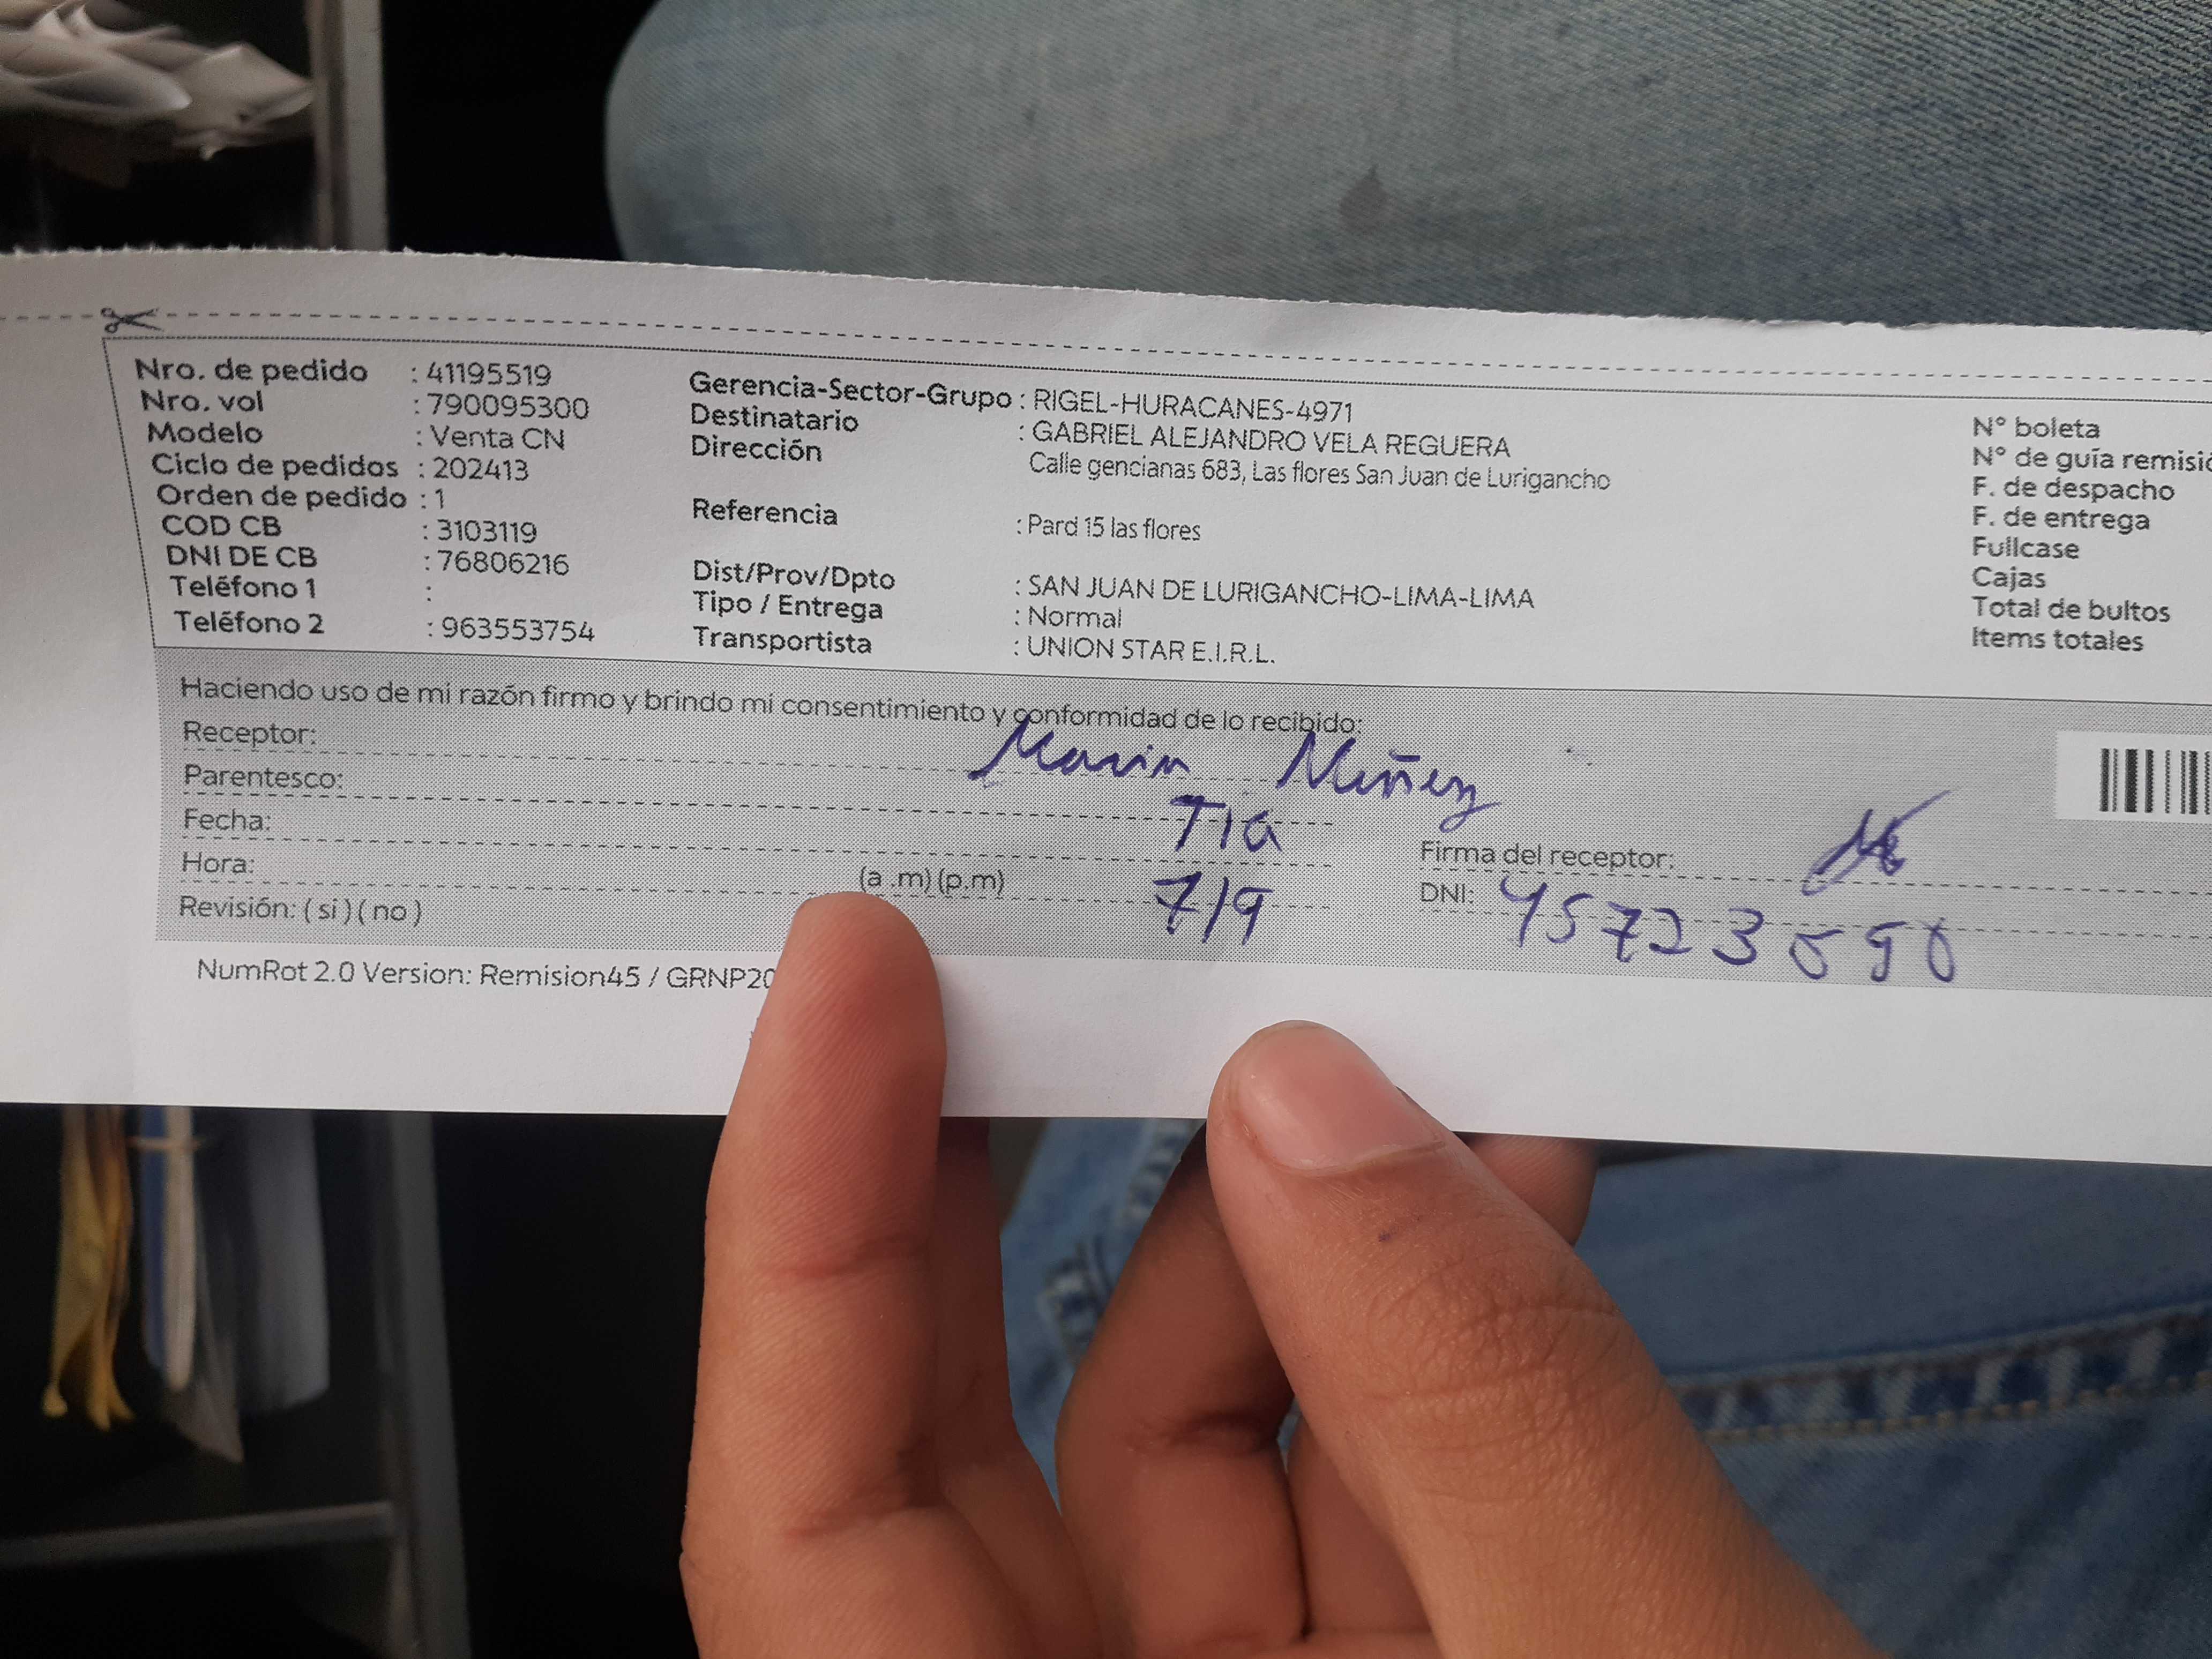 Nro. de pedido : 41195519
Nro. vol : 790095300
Modelo : Venta CN
Ciclo de pedidos : 202413
Orden de pedido : 1
COD CB : 3103119
DNI DE CB : 76806216
Teléfono 1 :
Teléfono 2 : 963553754
Gerencia-Sector-Grupo : RIGEL-HURACANES-4971
Destinatario : GABRIEL ALEJANDRO VELA REGUERA
Dirección Calle gencianas 683, Las flores San Juan de Lurigancho
Referencia : Pard 15 las flores
Dist/Prov/Dpto : SAN JUAN DE LURIGANCHO-LIMA-LIMA
Tipo / Entrega : Normal
Transportista : UNION STAR E.I.R.L.
N° boleta
N° de guía
F. de despacho
F. de entrega
Fullcase
Cajas
Total de bultos
Items totales
Haciendo uso de mi razón firmo y brindo mi consentimiento y conformidad de lo recibido:
Receptor:
Parentesco: Tia
Fecha: 7/9
Hora: (a .m) (p.m)
Revisión: ( si ) ( no )
Firma del receptor:
DNI:
NumRot 2.0 Version: Remision45 /